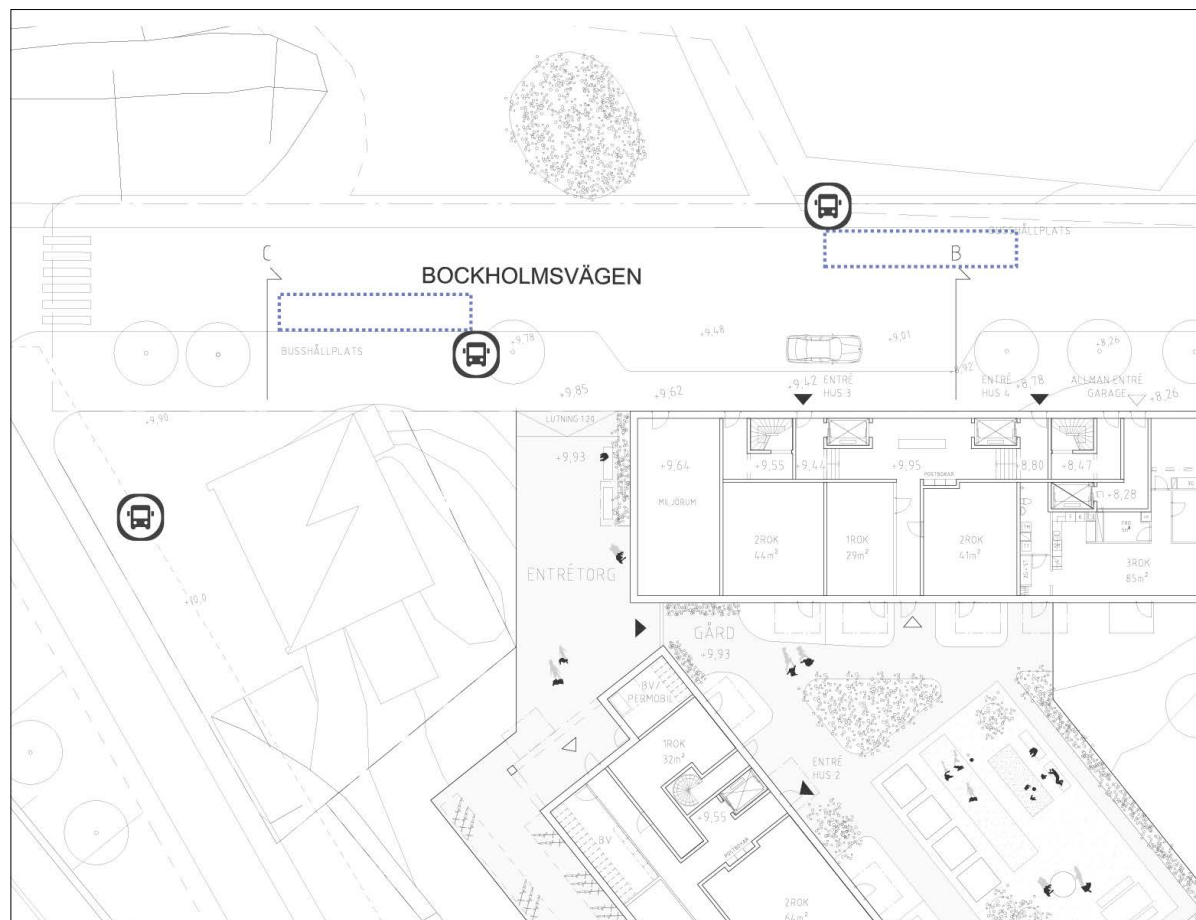 BUSSHÅLLPLATS
C
B
BOCKHOLMSVÄGEN
BUSSHÅLLPLATS
+9,78
+9,48
+9,01
+8,26
+8,92
+9,90
+9,85
+9,62
+9,42
ENTRÉ
HUS 3
ENTRÉ
HUS 4
+8,78
ALLMÄN ENTRÉ
GARAGE
+8,26
LUTNING 1:20
+9,93
+9,64
+9,55
+9,44
+9,95
+8,80
+8,47
POSTBOXAR
+8,28
MILJÖRUM
2ROK
44m²
1ROK
29m²
2ROK
41m²
3ROK
85m²
ENTRÉTORG
+10,0
GÅRD
+9,93
BV/
PERMOBIL
1ROK
32m²
ENTRÉ
HUS 2
+9,55
BV
POSTBOXAR
2ROK
64m²